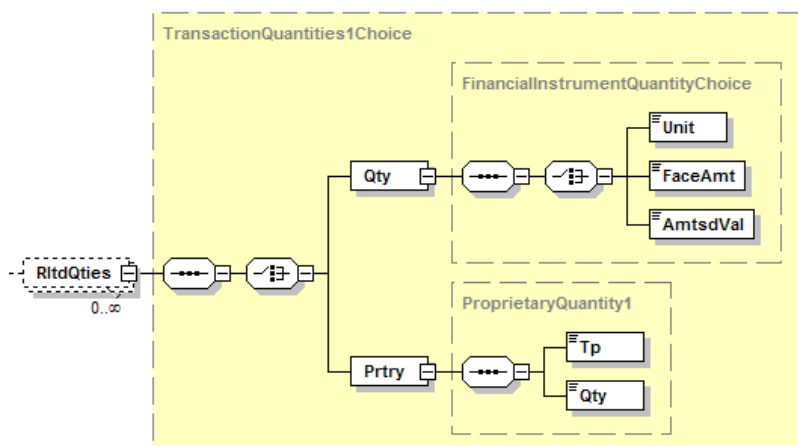 TransactionQuantities1Choice
FinancialInstrumentQuantityChoice
Unit
Qty
FaceAmt
AmtsdVal
RltdQties
0..∞
ProprietaryQuantity1
Tp
Prtry
Qty